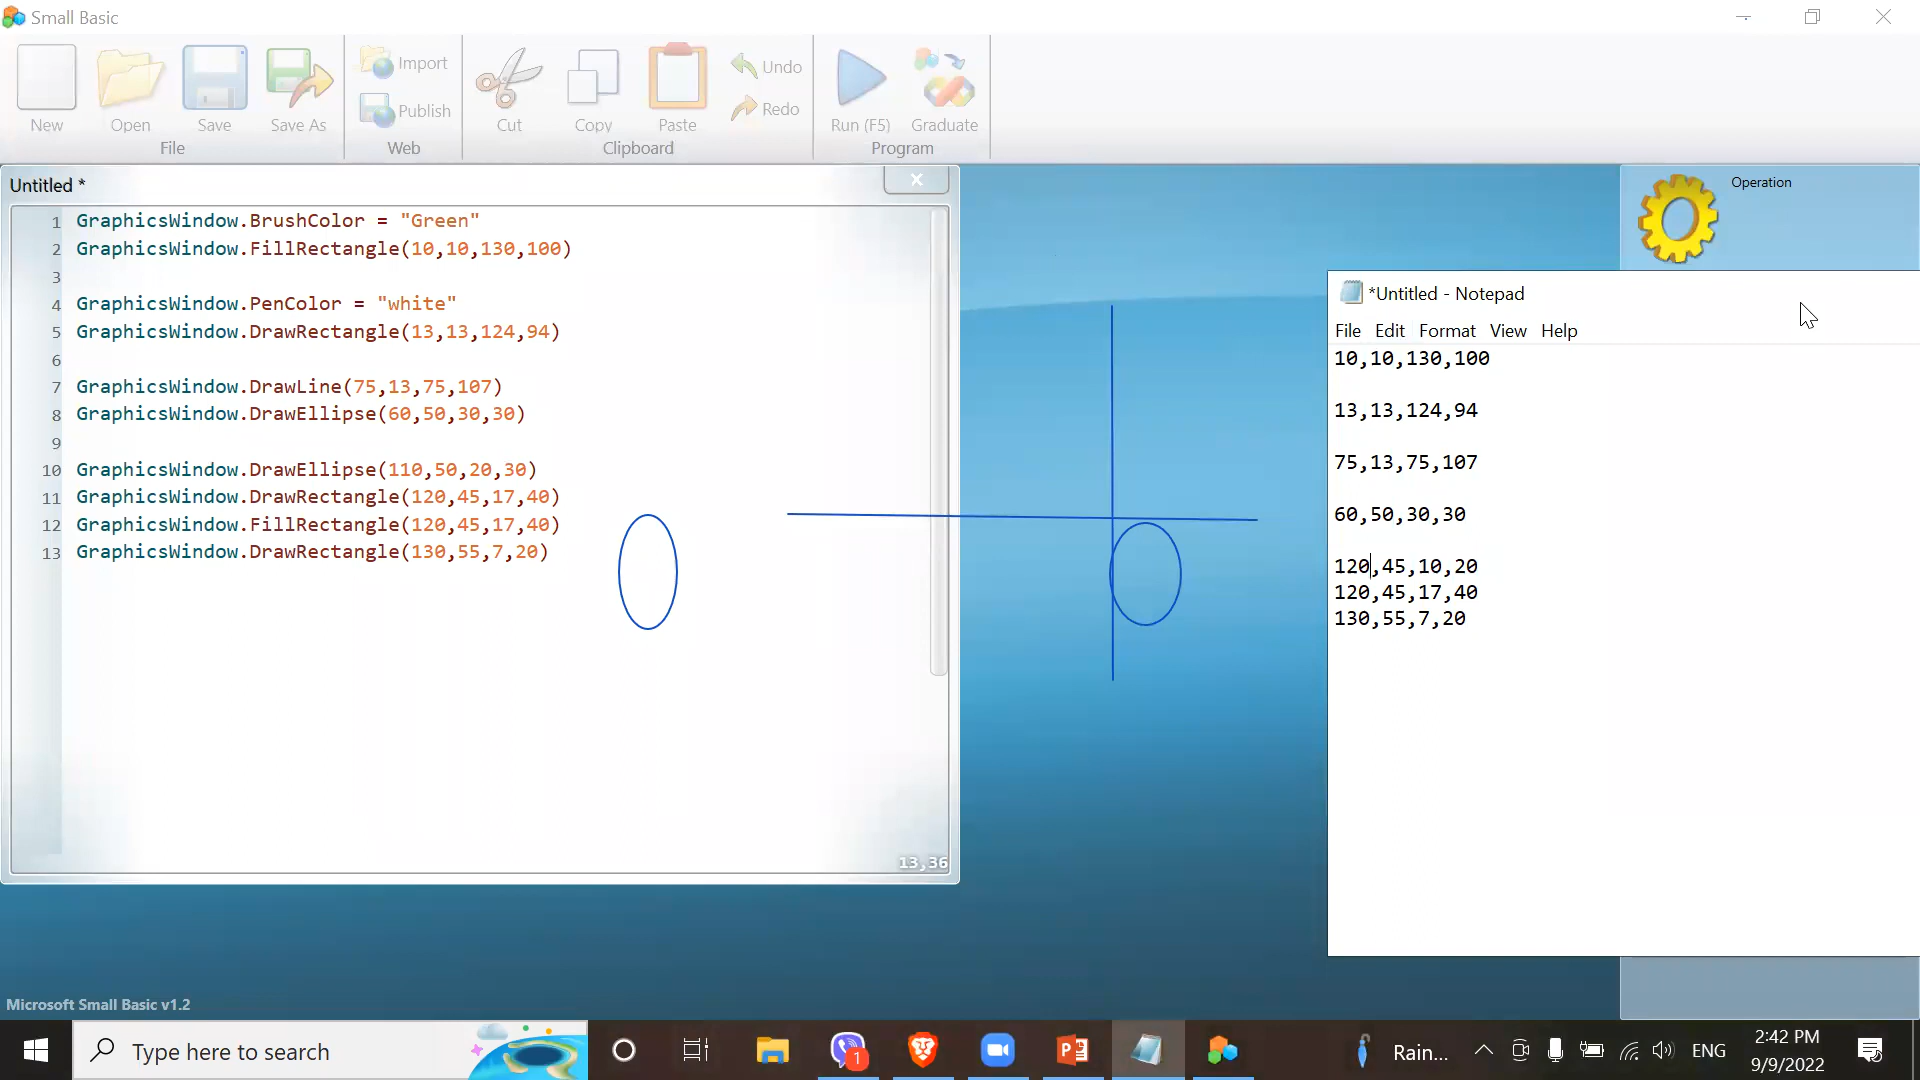 Small Basic
New
Open
Save
Save As
Import
Publish
Cut
Copy
Paste
Undo
Redo
Run (F5)
Graduate
File
Web
Clipboard
Program
Untitled *
1 GraphicsWindow.BrushColor = "Green"
2 GraphicsWindow.FillRectangle(10,10,130,100)
3
4 GraphicsWindow.PenColor = "white"
5 GraphicsWindow.DrawRectangle(13,13,124,94)
6
7 GraphicsWindow.DrawLine(75,13,75,107)
8 GraphicsWindow.DrawEllipse(60,50,30,30)
9
10 GraphicsWindow.DrawEllipse(110,50,20,30)
11 GraphicsWindow.DrawRectangle(120,45,17,40)
12 GraphicsWindow.FillRectangle(120,45,17,40)
13 GraphicsWindow.DrawRectangle(130,55,7,20)
13,36
Operation
*Untitled - Notepad
File Edit Format View Help
10,10,130,100
13,13,124,94
75,13,75,107
60,50,30,30
120,45,10,20
120,45,17,40
130,55,7,20
Microsoft Small Basic v1.2
Type here to search
1
Rain...
ENG
2:42 PM
9/9/2022